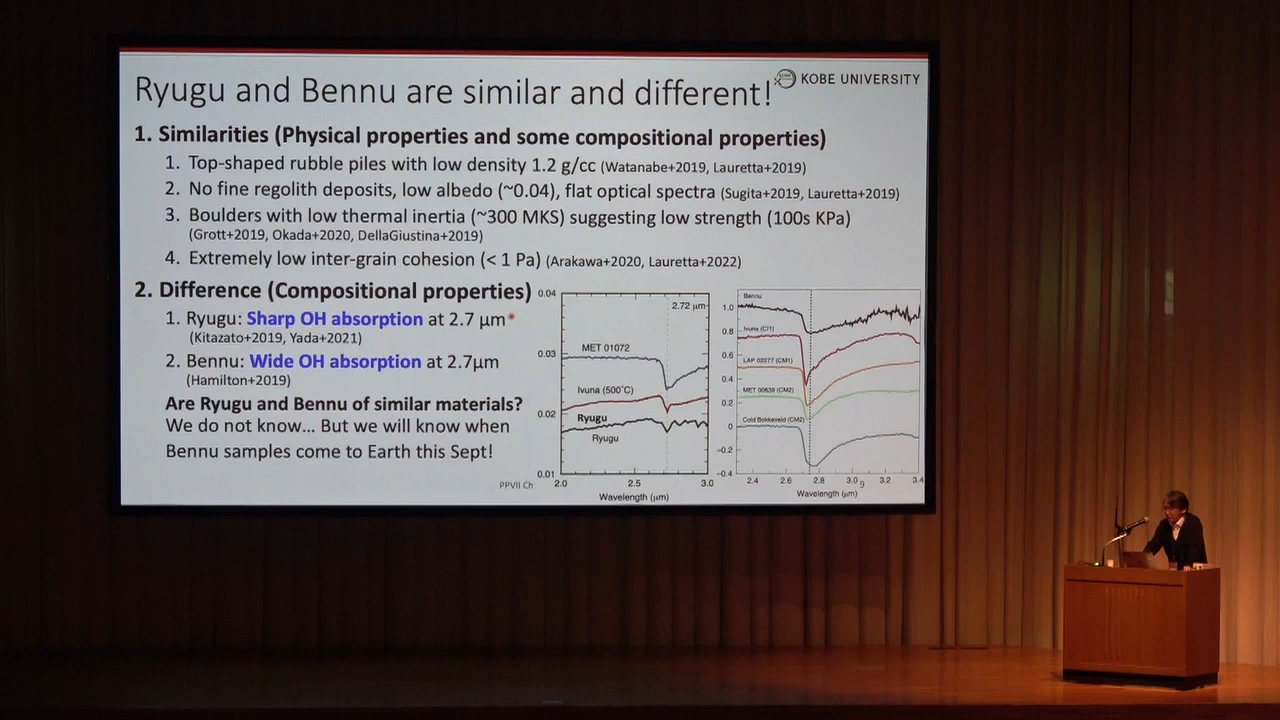 Ryugu and Bennu are similar and different!
KOBE UNIVERSITY
1. Similarities (Physical properties and some compositional properties)
1. Top-shaped rubble piles with low density 1.2 g/cc (Watanabe+2019, Lauretta+2019)
2. No fine regolith deposits, low albedo (~0.04), flat optical spectra (Sugita+2019, Lauretta+2019)
3. Boulders with low thermal inertia (~300 MKS) suggesting low strength (100s KPa)
(Grott+2019, Okada+2020, DellaGiustina+2019)
4. Extremely low inter-grain cohesion (< 1 Pa) (Arakawa+2020, Lauretta+2022)
2. Difference (Compositional properties)
1. Ryugu: Sharp OH absorption at 2.7 µm
(Kitazato+2019, Yada+2021)
2. Bennu: Wide OH absorption at 2.7µm
(Hamilton+2019)
Are Ryugu and Bennu of similar materials?
We do not know... But we will know when
Bennu samples come to Earth this Sept!
PPVII Ch
0.04
0.03
0.02
0.01
2.72 µm
MET 01072
Ivuna (500°C)
Ryugu
Ryugu
2.0 2.5 3.0
Wavelength (µm)
1.0
0.8
0.6
0.4
0.2
0
−0.2
−0.4
Bennu
Ivuna (CI1)
LAP 02277 (CM1)
MET 00639 (CM2)
Cold Bokkeveld (CM2)
2.4 2.6 2.8 3.0 3.2 3.4
9
Wavelength (µm)